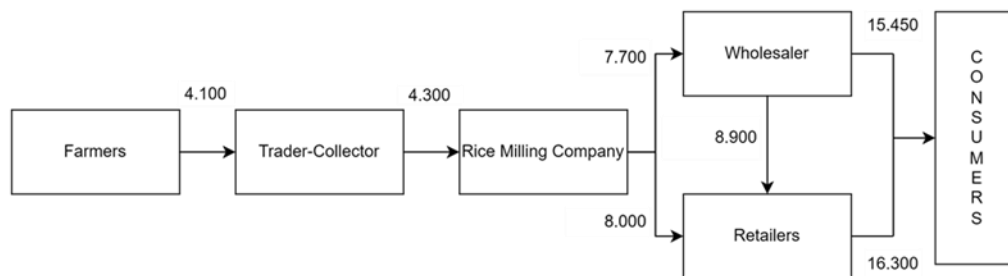 15.450
7.700
Wholesaler
4.100
4.300
Farmers
Trader-Collector
Rice Milling Company
8.900
8.000
Retailers
16.300
C
O
N
S
U
M
E
R
S